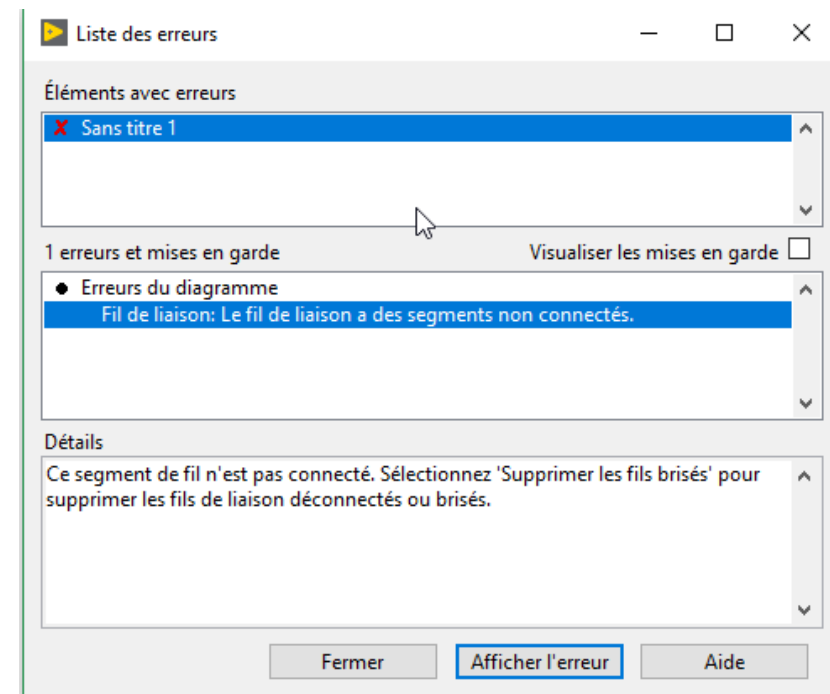 Liste des erreurs
Éléments avec erreurs
Sans titre 1
1 erreurs et mises en garde
Visualiser les mises en garde
Erreurs du diagramme
Fil de liaison: Le fil de liaison a des segments non connectés.
Détails
Ce segment de fil n'est pas connecté. Sélectionnez 'Supprimer les fils brisés' pour
supprimer les fils de liaison déconnectés ou brisés.
Fermer
Afficher l'erreur
Aide